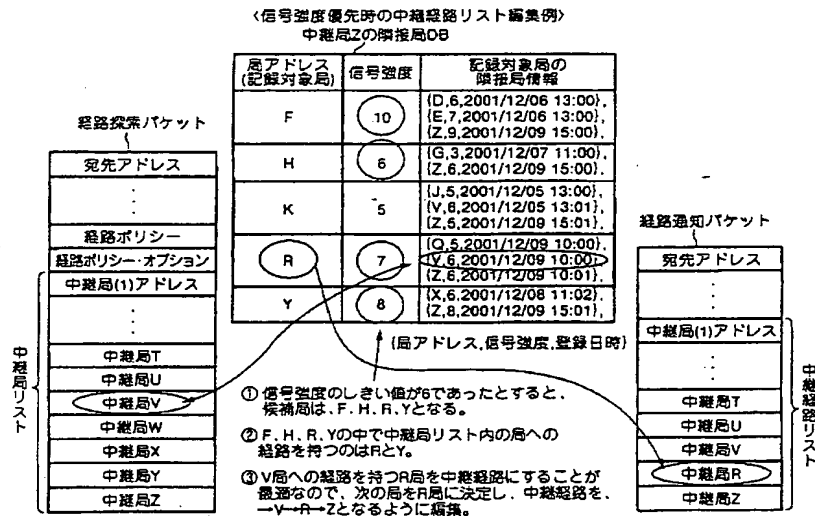 〈信号強度優先時の中継経路リスト編集例〉
中継局Zの隣接局DB
局アドレス
(記録対象局)
信号強度
記録対象局の
隣接局情報
F
10
{D,6,2001/12/06 13:00},
{E,7,2001/12/06 13:00},
{Z,9,2001/12/09 15:00},
H
6
{G,3,2001/12/07 11:00},
{Z,6,2001/12/09 15:00},
K
5
{J,5,2001/12/05 13:00},
{V,6,2001/12/05 13:01},
{Z,5,2001/12/09 15:01},
R
7
{Q,5,2001/12/09 10:00},
{V,6,2001/12/09 10:00},
{Z,6,2001/12/09 10:01},
Y
8
{X,6,2001/12/08 11:02},
{Z,8,2001/12/09 15:01},
{局アドレス,信号強度,登録日時}
経路探索パケット
宛先アドレス
経路ポリシー
経路ポリシー・オプション
中継局(1)アドレス
中継局T
中継局U
中継局V
中継局W
中継局X
中継局Y
中継局Z
中継局リスト
① 信号強度のしきい値が6であったとすると、
候補局は、F、H、R、Yとなる。
② F、H、R、Yの中で中継局リスト内の局への
経路を持つのはRとY。
③ V局への経路を持つR局を中継経路にすることが
最適なので、次の局をR局に決定し、中継経路を、
→V→R→Zとなるように編集。
経路通知パケット
宛先アドレス
中継局(1)アドレス
中継局T
中継局U
中継局V
中継局R
中継局Z
中継経路リスト